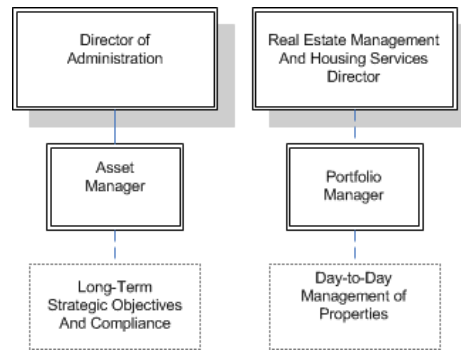 Director of
Administration
Real Estate Management
And Housing Services
Director
Asset
Manager
Portfolio
Manager
Long-Term
Strategic Objectives
And Compliance
Day-to-Day
Management of
Properties